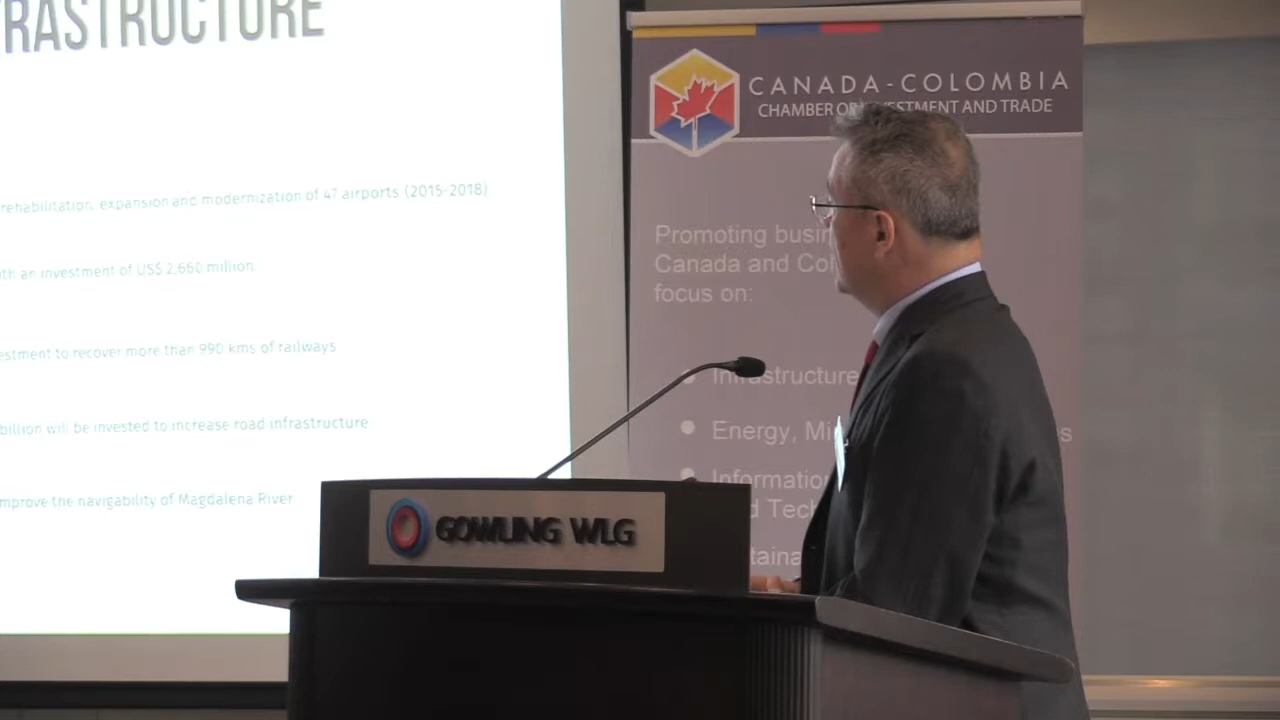 RASTRUCTURE
rehabilitation, expansion and modernization of 47 airports (2015-2018)
th an investment of US$ 2,660 million
estment to recover more than 990 kms of railways
billion will be invested to increase road infrastructure
mprove the navigability of Magdalena River
CANADA-COLOMBIA
CHAMBER OF ESTMENT AND TRADE
Promoting busin
Canada and Col
focus on:
Infrastructure
Energy, Mi s
Information
d Tech
taina
GOWLING WLG